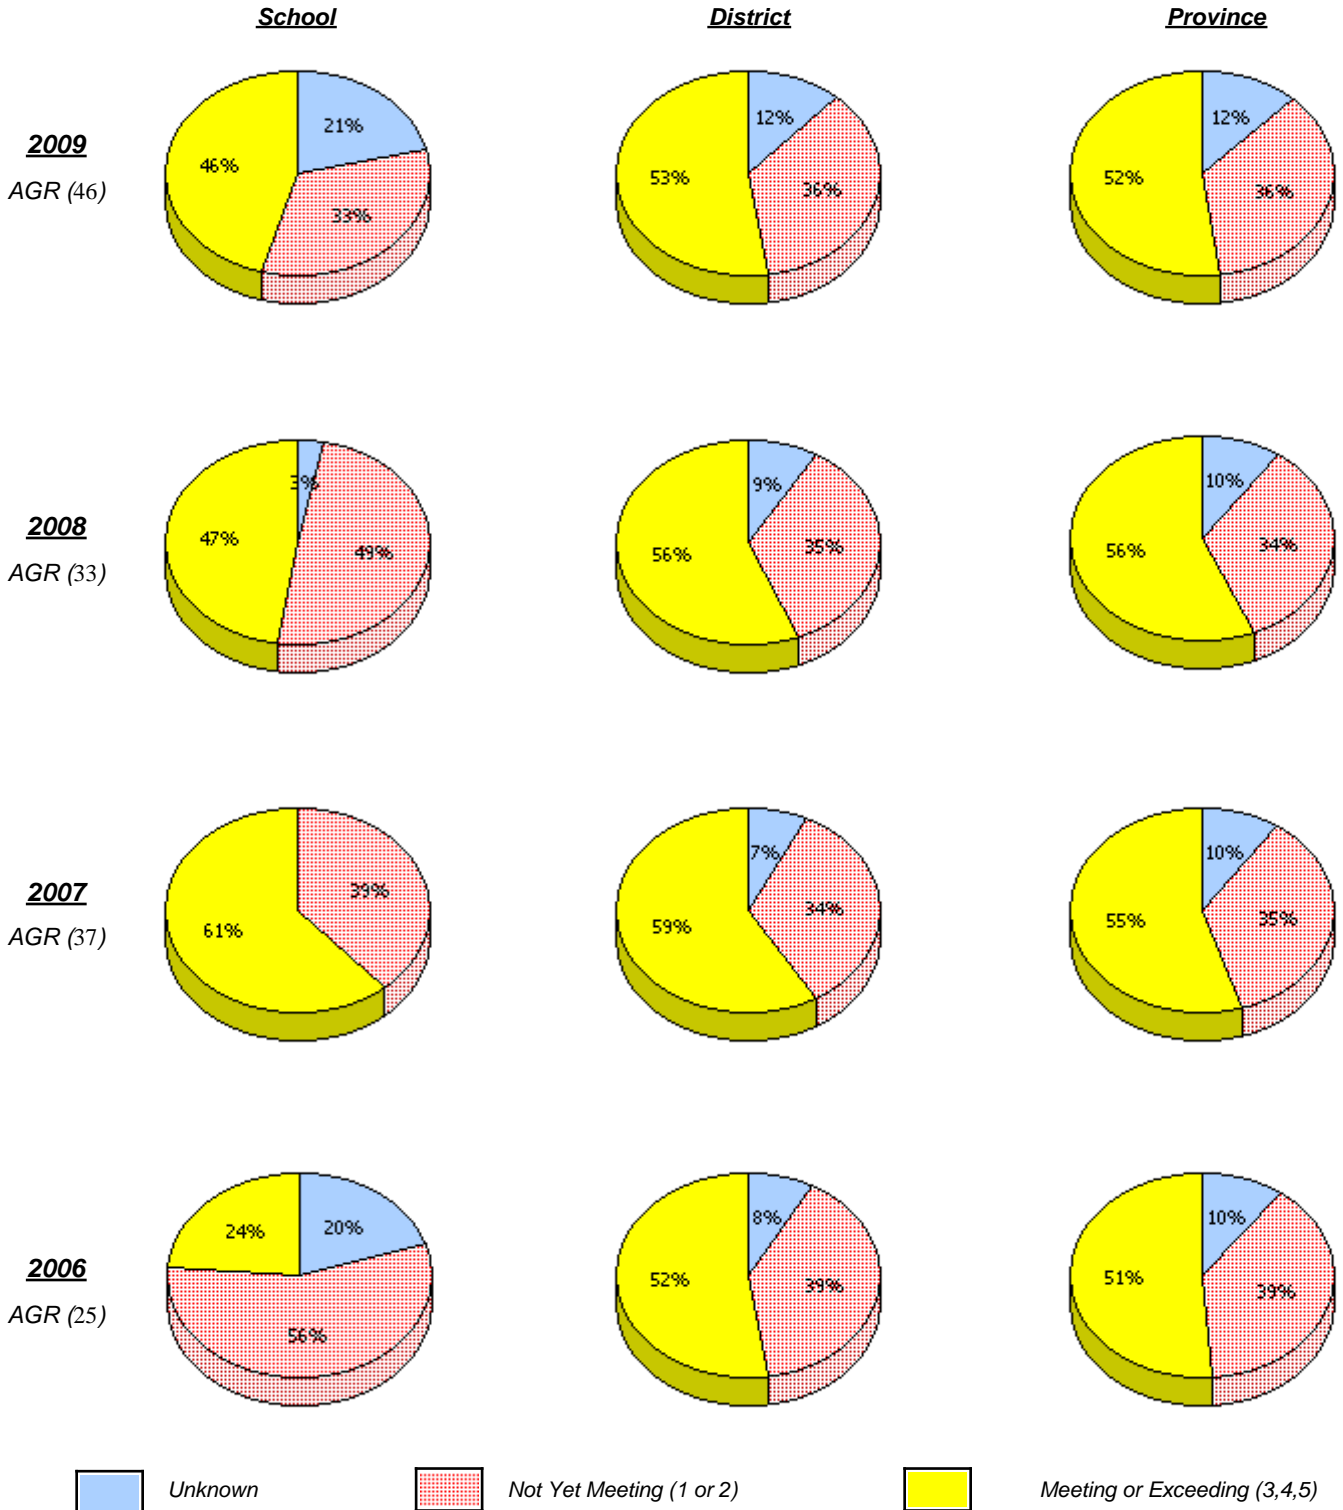 School District Province
2009
AGR (46)
46% 21% 33%
53% 12% 36%
52% 12% 36%
2008
AGR (33)
47% 3% 49%
56% 9% 35%
56% 10% 34%
2007
AGR (37)
61% 39%
59% 7% 34%
55% 10% 35%
2006
AGR (25)
24% 20% 56%
52% 8% 39%
51% 10% 39%
Unknown Not Yet Meeting (1 or 2) Meeting or Exceeding (3,4,5)